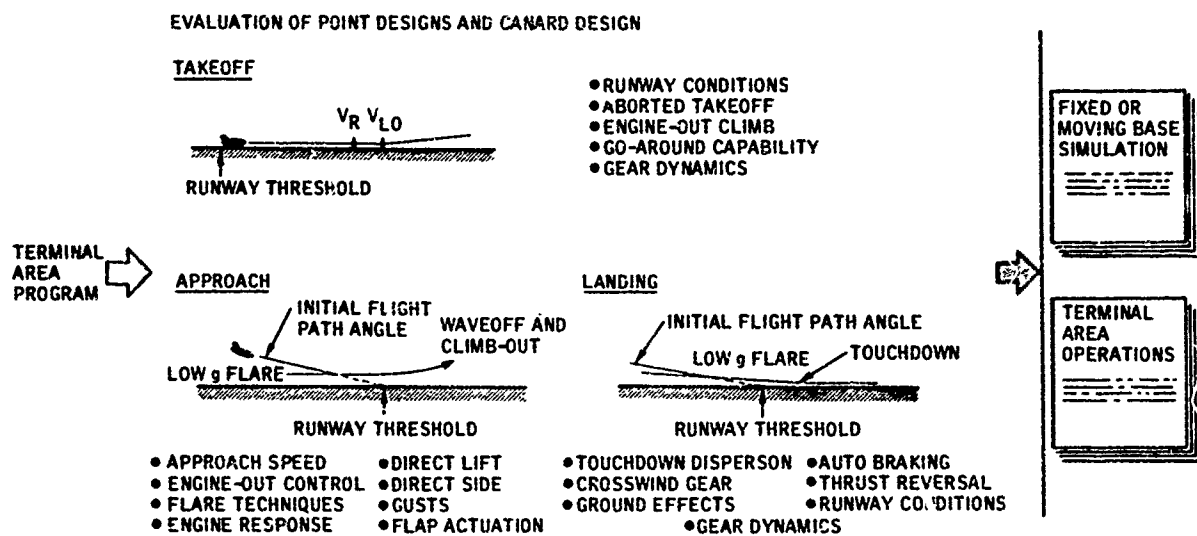 EVALUATION OF POINT DESIGNS AND CANARD DESIGN
TAKEOFF
VR VLO
RUNWAY THRESHOLD
●RUNWAY CONDITIONS
●ABORTED TAKEOFF
●ENGINE-OUT CLIMB
●GO-AROUND CAPABILITY
●GEAR DYNAMICS
TERMINAL
AREA
PROGRAM
APPROACH
INITIAL FLIGHT
PATH ANGLE
WAVEOFF AND
CLIMB-OUT
LOW g FLARE
RUNWAY THRESHOLD
●APPROACH SPEED
●ENGINE-OUT CONTROL
●FLARE TECHNIQUES
●ENGINE RESPONSE
●DIRECT LIFT
●DIRECT SIDE
●GUSTS
●FLAP ACTUATION
LANDING
INITIAL FLIGHT PATH ANGLE
LOW g FLARE
TOUCHDOWN
RUNWAY THRESHOLD
●TOUCHDOWN DISPERSON
●CROSSWIND GEAR
●GROUND EFFECTS
●AUTO BRAKING
●THRUST REVERSAL
●RUNWAY CONDITIONS
●GEAR DYNAMICS
FIXED OR
MOVING BASE
SIMULATION
TERMINAL
AREA
OPERATIONS